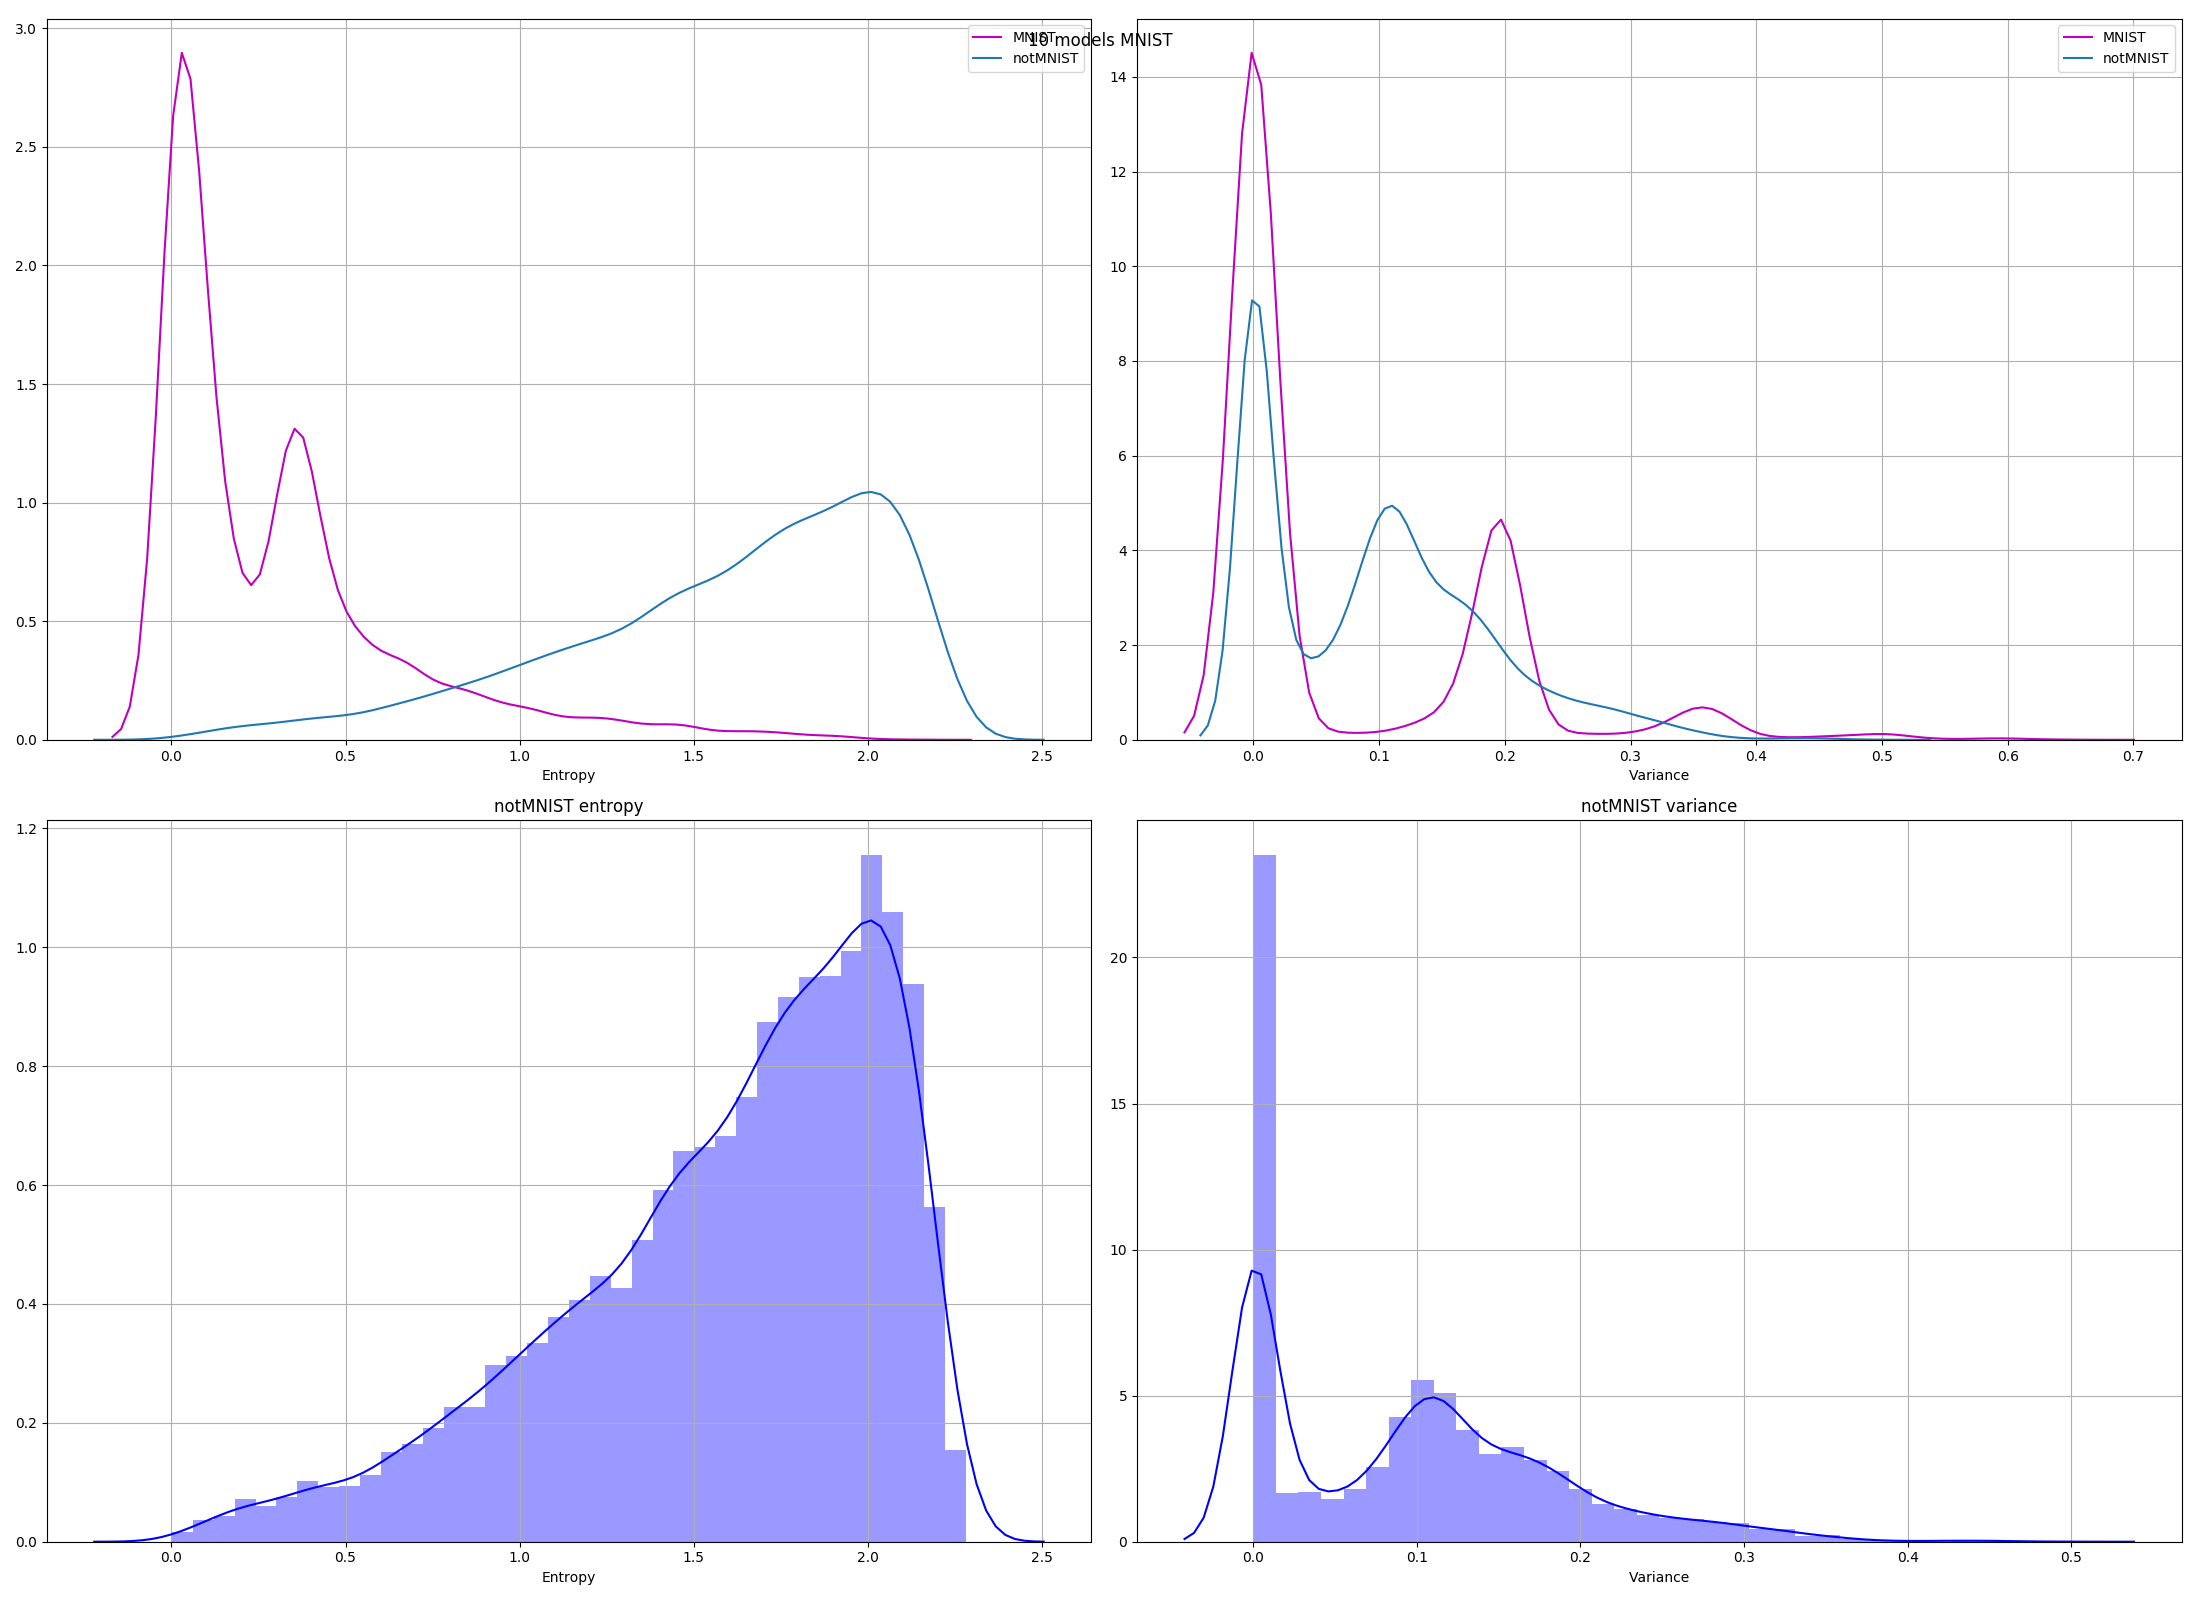 10 models MNIST
MNIST
notMNIST
3.0
2.5
2.0
1.5
1.0
0.5
0.0
0.0 0.5 1.0 1.5 2.0 2.5
Entropy
MNIST
notMNIST
14
12
10
8
6
4
2
0
0.0 0.1 0.2 0.3 0.4 0.5 0.6 0.7
Variance
notMNIST entropy
1.2
1.0
0.8
0.6
0.4
0.2
0.0
0.0 0.5 1.0 1.5 2.0 2.5
Entropy
notMNIST variance
20
15
10
5
0
0.0 0.1 0.2 0.3 0.4 0.5
Variance